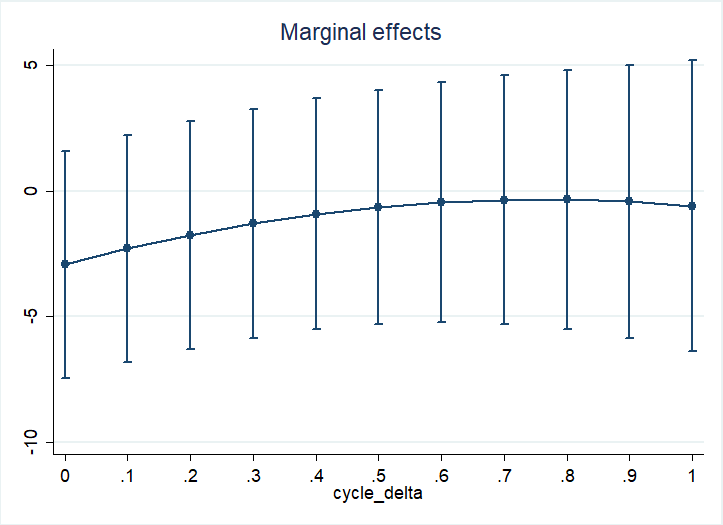 Marginal effects
5
0
-5
-10
0 .1 .2 .3 .4 .5 .6 .7 .8 .9 1
cycle_delta